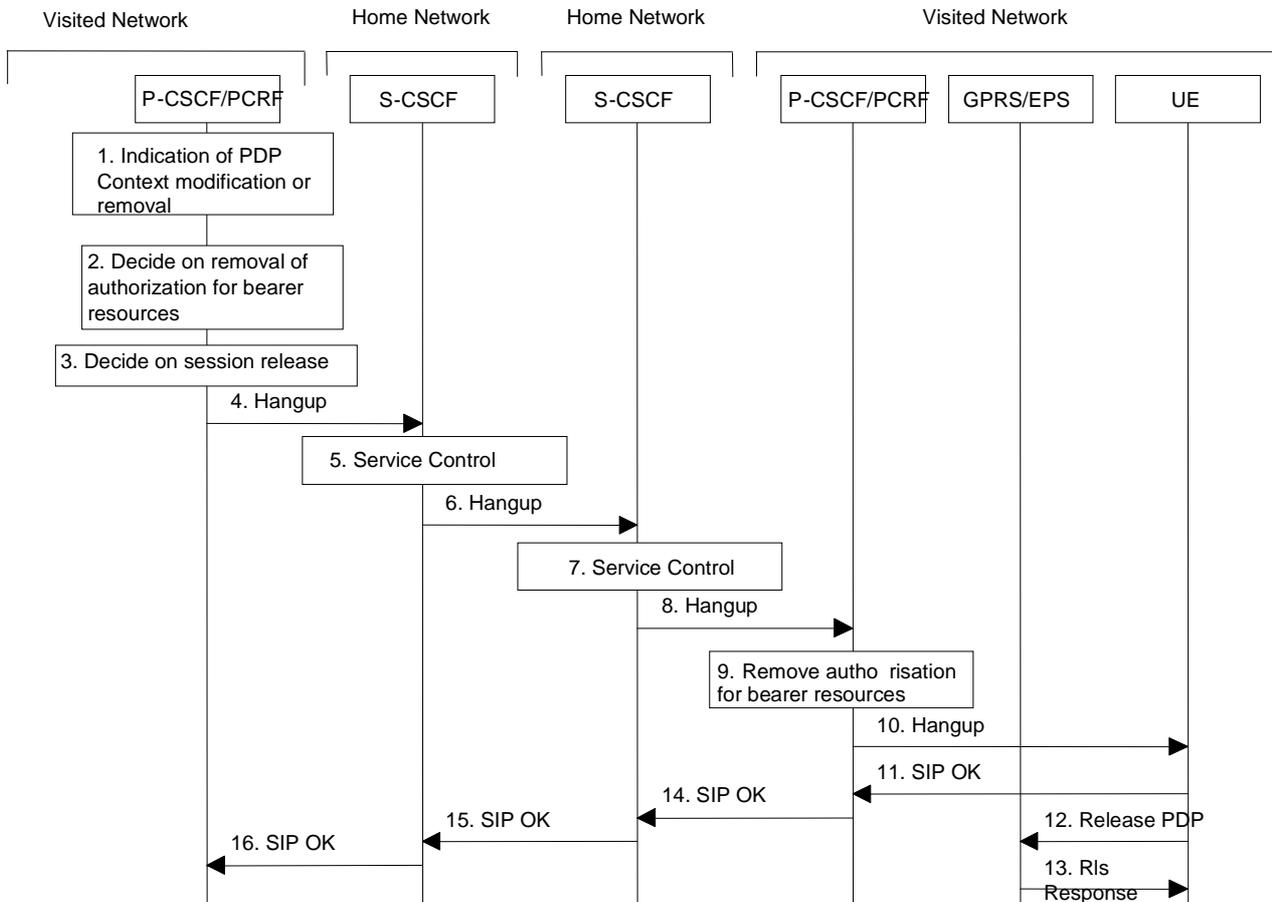 Visited Network
Home Network
Home Network
Visited Network
P-CSCF/PCRF
S-CSCF
S-CSCF
P-CSCF/PCRF
GPRS/EPS
UE
1. Indication of PDP
Context modification or
removal
2. Decide on removal of
authorization for bearer
resources
3. Decide on session release
4. Hangup
5. Service Control
6. Hangup
7. Service Control
8. Hangup
9. Remove autho risation
for bearer resources
10. Hangup
11. SIP OK
14. SIP OK
15. SIP OK
12. Release PDP
16. SIP OK
13. Rls
Response